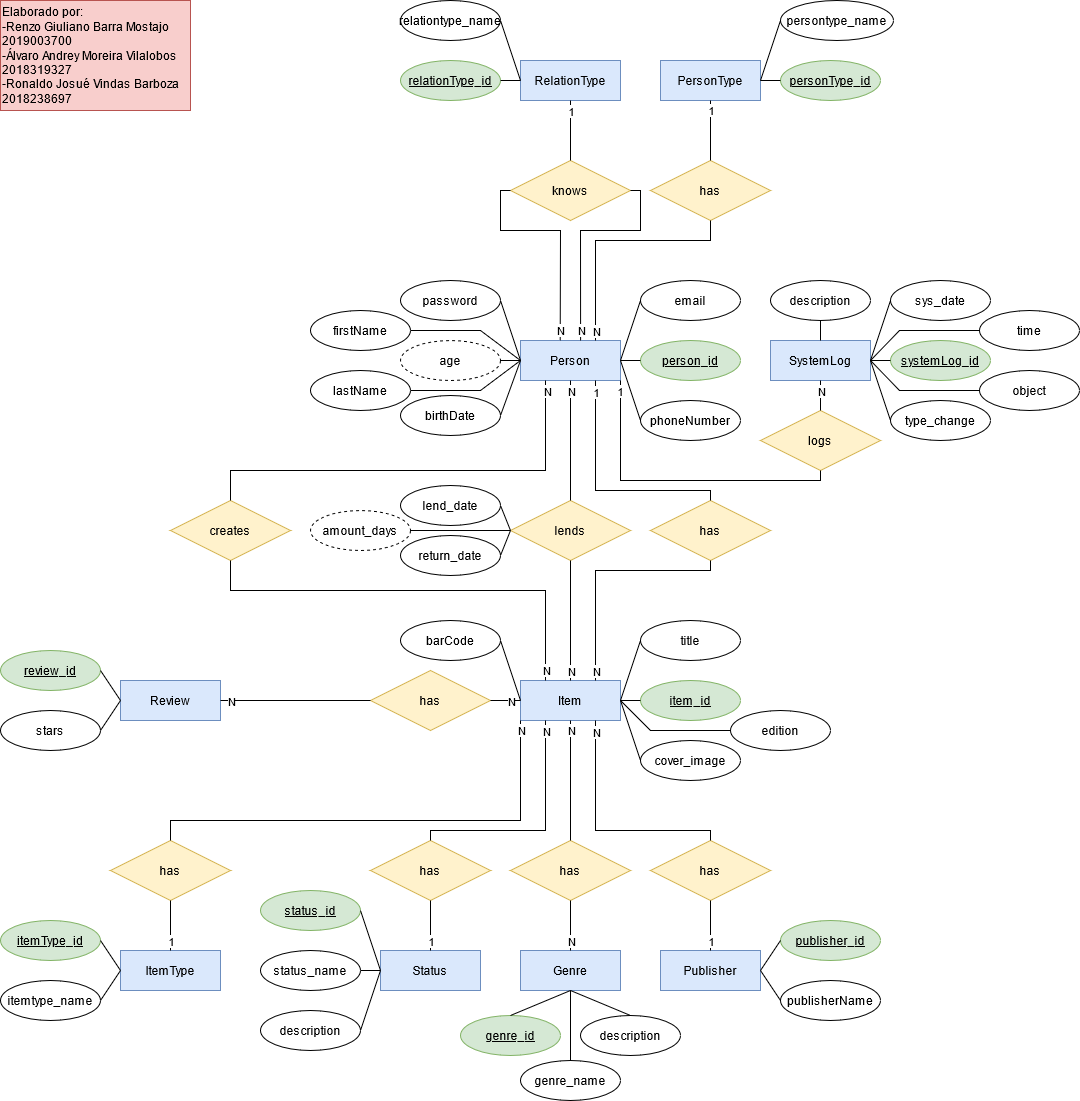 Elaborado por:
-Renzo Giuliano Barra Mostajo
2019003700
-Álvaro Andrey Moreira Vilalobos
2018319327
-Ronaldo Josué Vindas Barboza
2018238697
relationtype_name
persontype_name
relationType_id
RelationType
PersonType
personType_id
1
1
knows
has
N
N
N
password
email
description
sys_date
firstName
time
age
Person
person_id
SystemLog
systemLog_id
lastName
object
N
N
1
1
N
birthDate
phoneNumber
type_change
logs
lend_date
creates
amount_days
lends
has
return_date
barCode
title
review_id
N
N
N
Review
N
has
N
Item
item_id
stars
edition
N
N
N
N
cover_image
has
has
has
has
status_id
itemType_id
publisher_id
1
1
N
1
ItemType
status_name
Status
Genre
Publisher
itemtype_name
publisherName
description
genre_id
description
genre_name